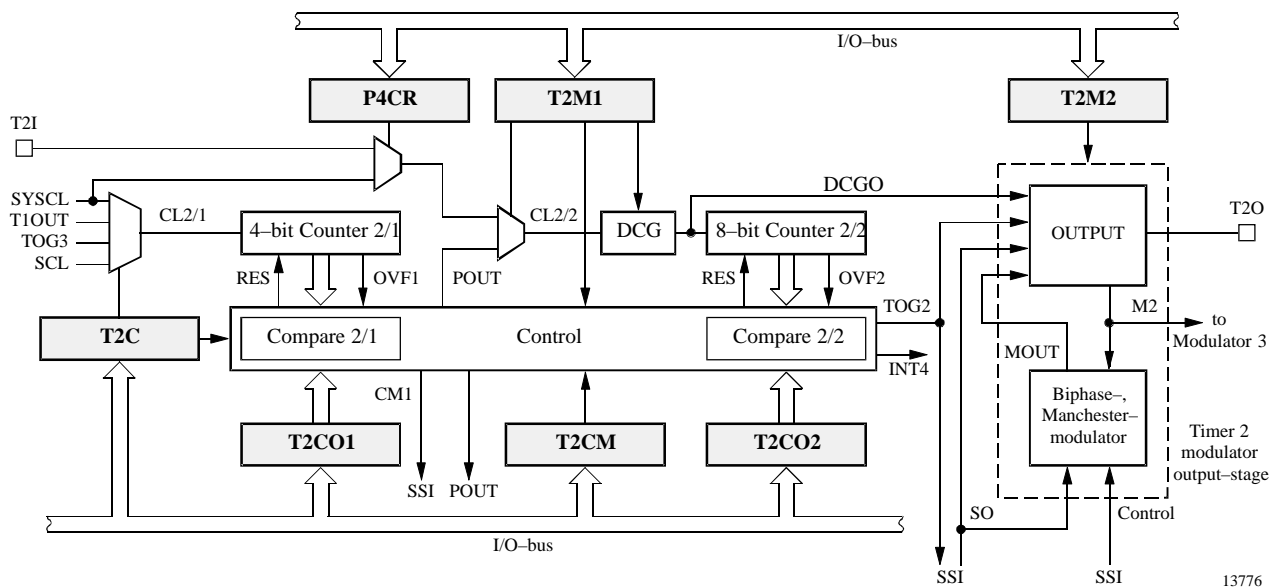 I/O–bus
P4CR
T2M1
T2M2
T2I
SYSCL
T1OUT
TOG3
SCL
CL2/1
4–bit Counter 2/1
CL2/2
DCG
DCGO
8–bit Counter 2/2
OUTPUT
T2O
RES
OVF1
POUT
RES
OVF2
TOG2
M2
to
Modulator 3
T2C
Compare 2/1
Control
Compare 2/2
INT4
MOUT
CM1
Biphase–,
Manchester–
modulator
T2CO1
T2CM
T2CO2
Timer 2
modulator
output–stage
SSI
POUT
SO
Control
I/O–bus
SSI
SSI
13776